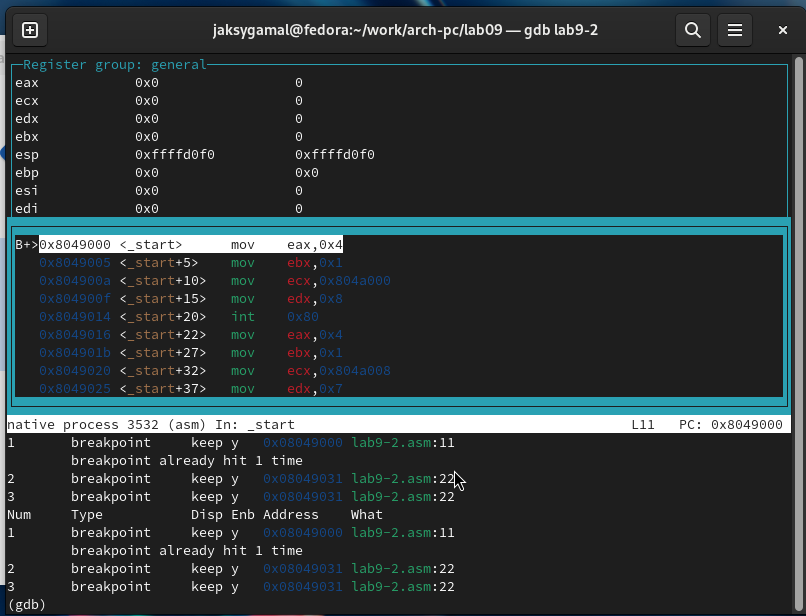 jaksygamal@fedora:~/work/arch-pc/lab09 — gdb lab9-2
Register group: general
eax 0x0 0
ecx 0x0 0
edx 0x0 0
ebx 0x0 0
esp 0xffffd0f0 0xffffd0f0
ebp 0x0 0x0
esi 0x0 0
edi 0x0 0
B+>0x8049000 <_start> mov eax,0x4
0x8049005 <_start+5> mov ebx,0x1
0x804900a <_start+10> mov ecx,0x804a000
0x804900f <_start+15> mov edx,0x8
0x8049014 <_start+20> int 0x80
0x8049016 <_start+22> mov eax,0x4
0x804901b <_start+27> mov ebx,0x1
0x8049020 <_start+32> mov ecx,0x804a008
0x8049025 <_start+37> mov edx,0x7
native process 3532 (asm) In: _start L11 PC: 0x8049000
1 breakpoint keep y 0x08049000 lab9-2.asm:11
breakpoint already hit 1 time
2 breakpoint keep y 0x08049031 lab9-2.asm:22
3 breakpoint keep y 0x08049031 lab9-2.asm:22
Num Type Disp Enb Address What
1 breakpoint keep y 0x08049000 lab9-2.asm:11
breakpoint already hit 1 time
2 breakpoint keep y 0x08049031 lab9-2.asm:22
3 breakpoint keep y 0x08049031 lab9-2.asm:22
(gdb)